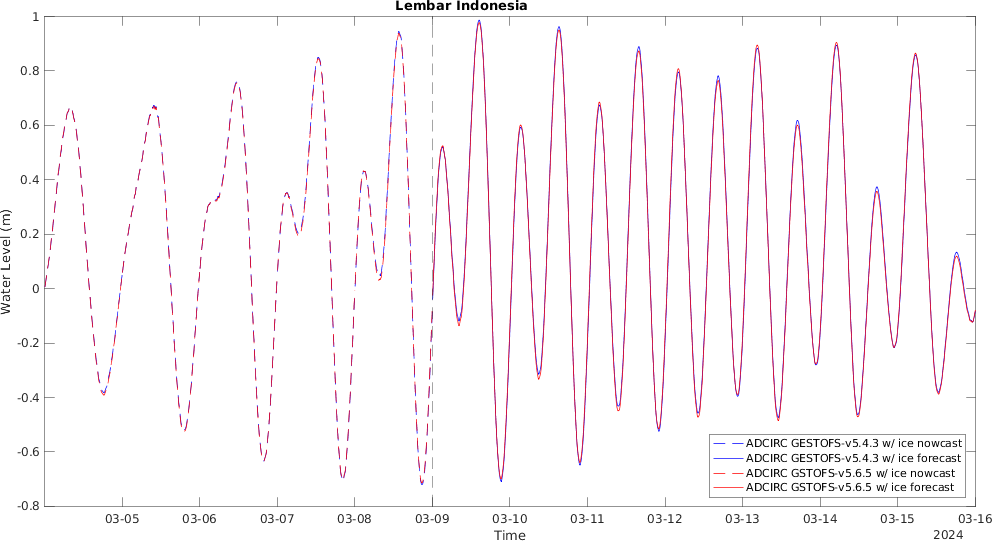 Lembar Indonesia
1
0.8
0.6
0.4
0.2
0
-0.2
-0.4
-0.6
-0.8
Water Level (m)
03-05 03-06 03-07 03-08 03-09 03-10 03-11 03-12 03-13 03-14 03-15 03-16
Time
2024
ADCIRC GESTOFS-v5.4.3 w/ ice nowcast
ADCIRC GESTOFS-v5.4.3 w/ ice forecast
ADCIRC GSTOFS-v5.6.5 w/ ice nowcast
ADCIRC GSTOFS-v5.6.5 w/ ice forecast